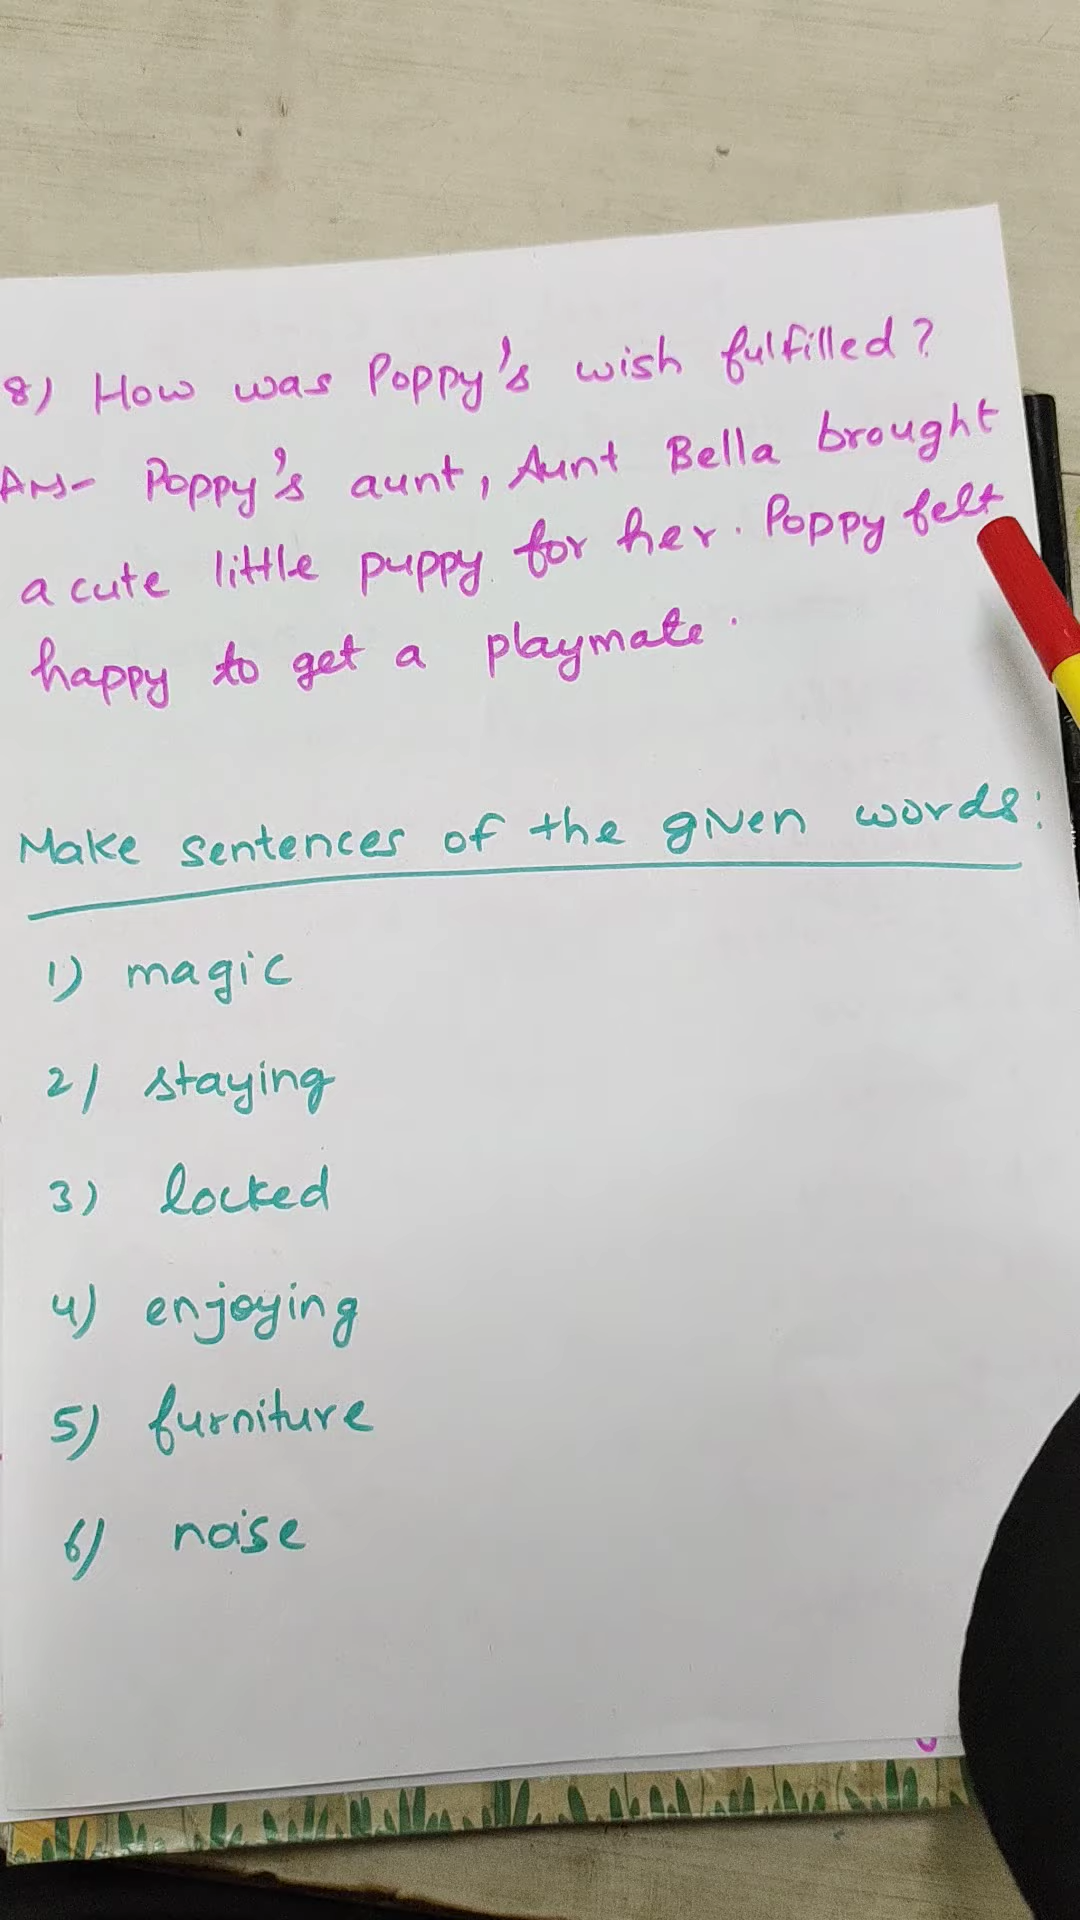 8) How was Poppy's wish fulfilled?
Ans- Poppy's aunt, Aunt Bella brought
a cute little puppy for her. Poppy felt
happy to get a playmate.
Make sentences of the given words:
1) magic
2) staying
3) locked
4) enjoying
5) furniture
6) noise